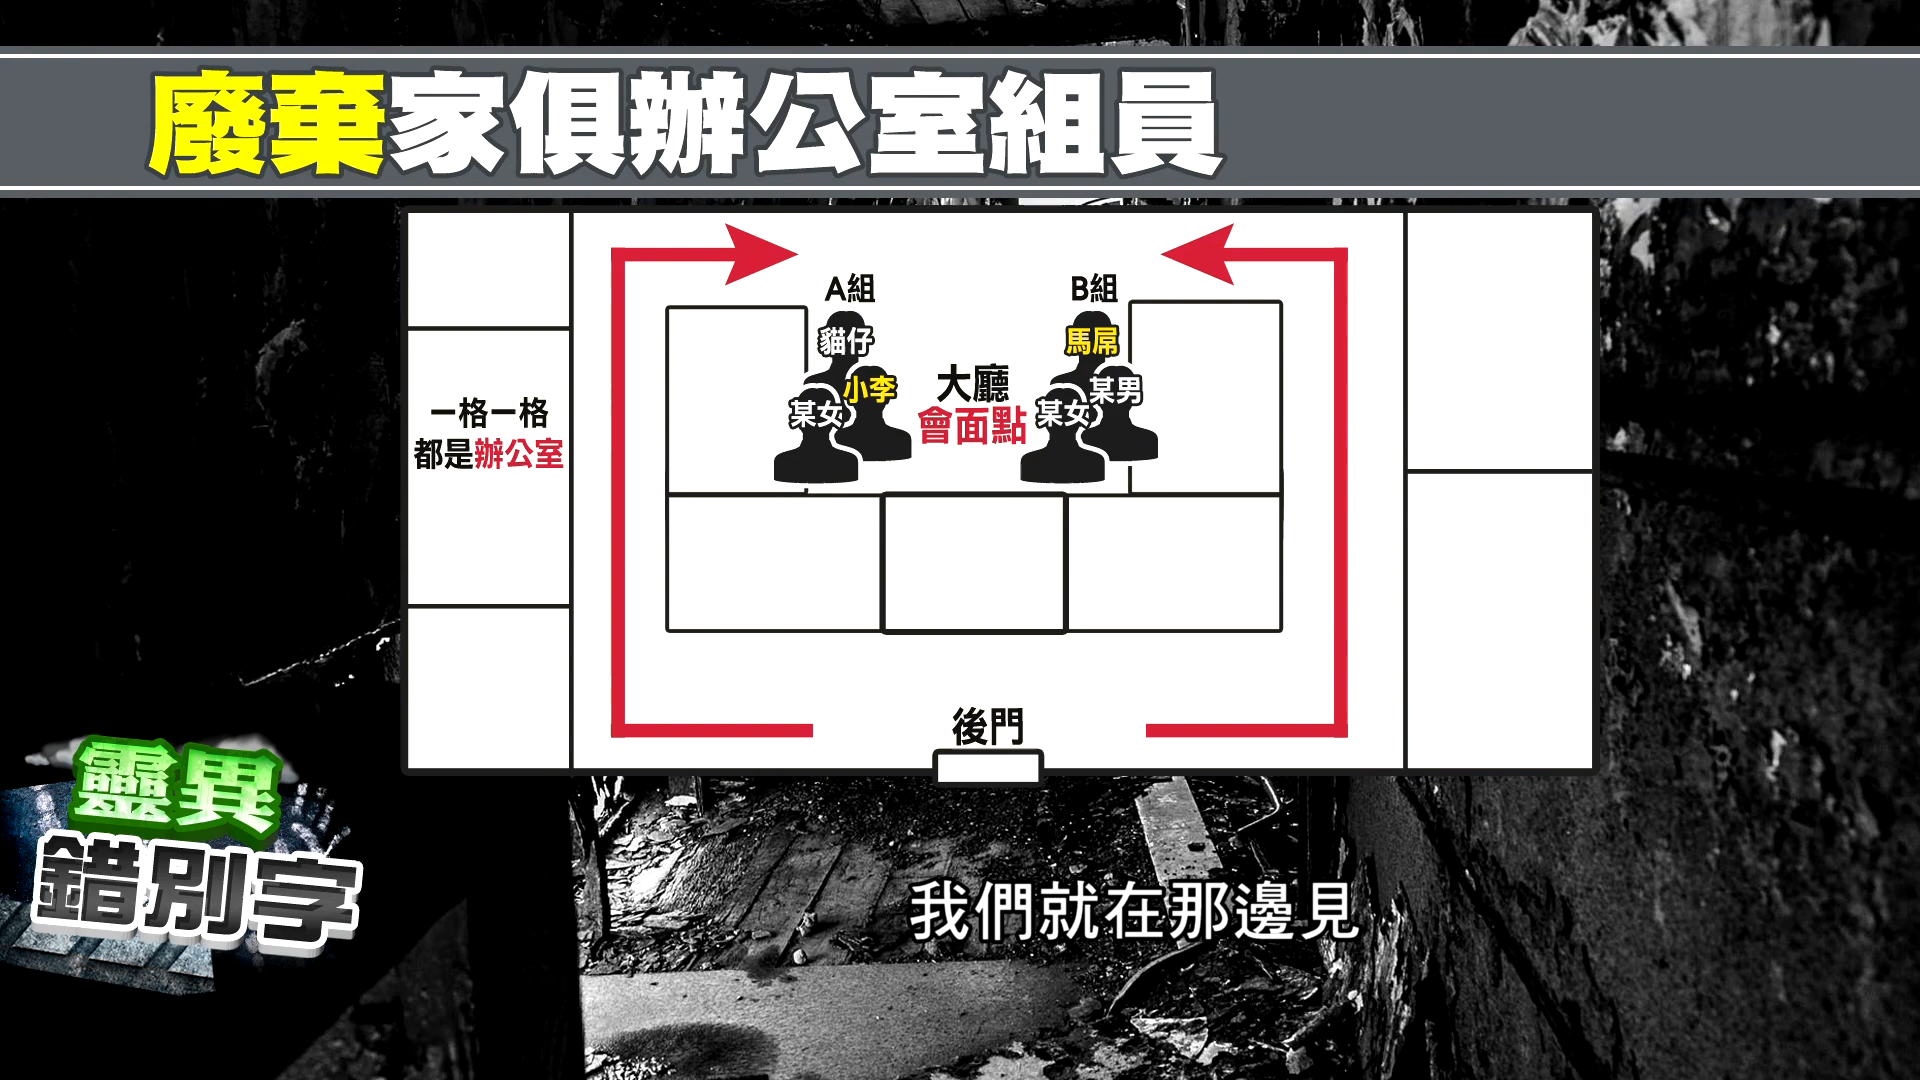 廢棄家俱辦公室組員
A組
貓仔
小李
某女
大廳
會面點
B組
馬屌
某男
某女
一格一格
都是辦公室
後門
靈異
錯別字
我們就在那邊見